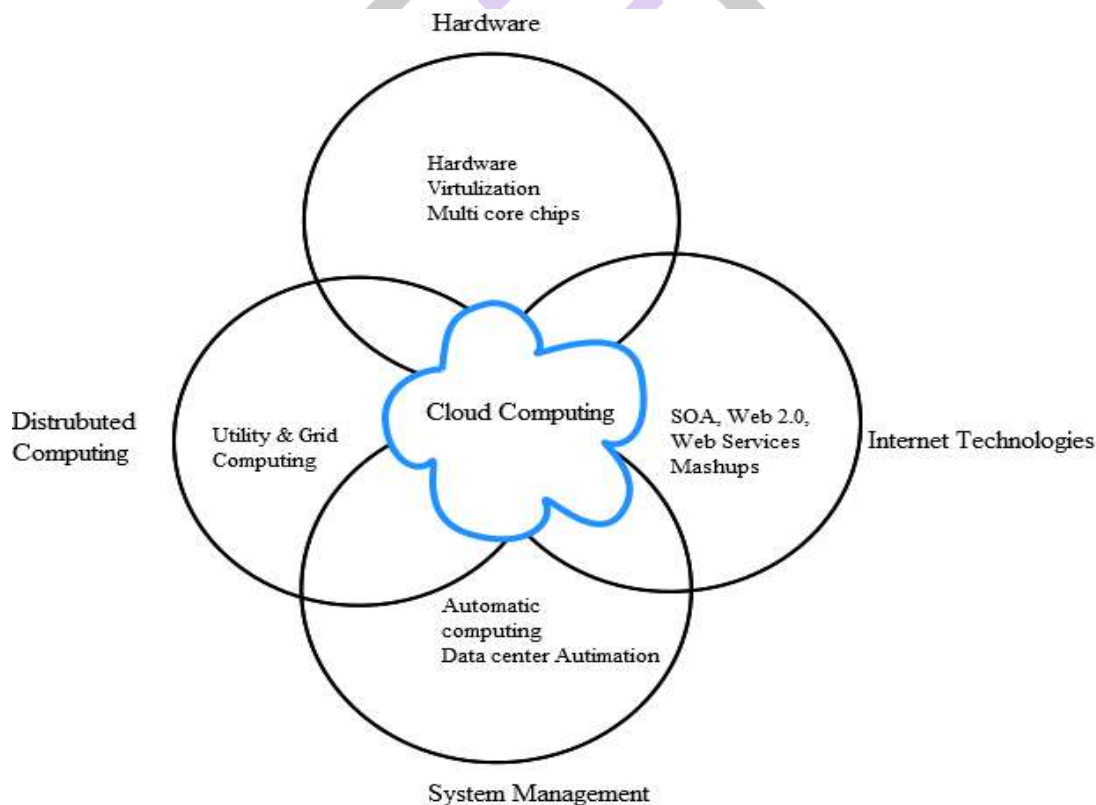 Hardware
Hardware
Virtulization
Multi core chips
Distrubuted
Computing
Utility & Grid
Computing
Cloud Computing
SOA, Web 2.0,
Web Services
Mashups
Internet Technologies
Automatic
computing
Data center Autimation
System Management